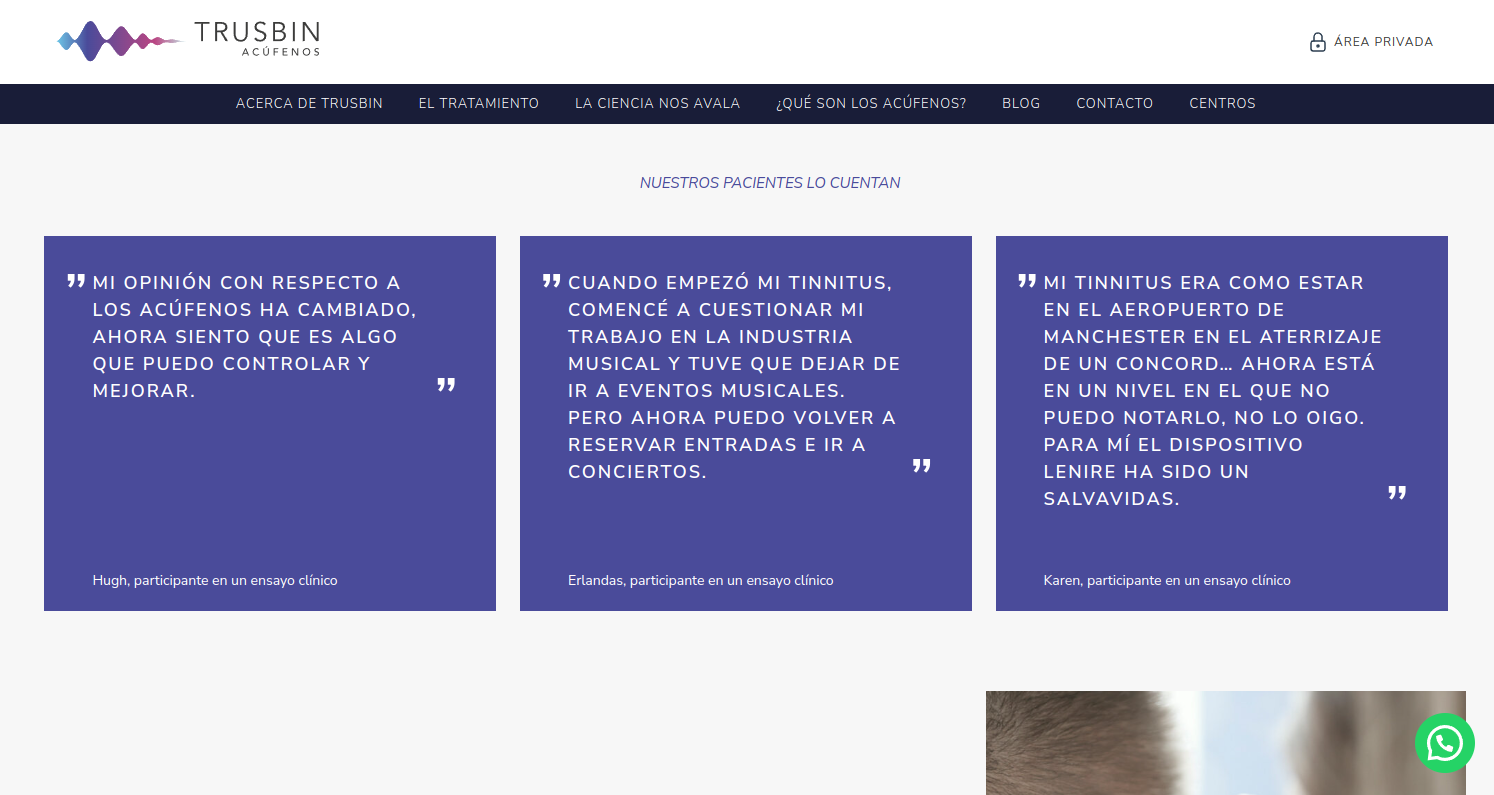 TRUSBIN
ACÚFENOS
ÁREA PRIVADA
ACERCA DE TRUSBIN EL TRATAMIENTO LA CIENCIA NOS AVALA ¿QUÉ SON LOS ACÚFENOS? BLOG CONTACTO CENTROS
NUESTROS PACIENTES LO CUENTAN
” MI OPINIÓN CON RESPECTO A
LOS ACÚFENOS HA CAMBIADO,
AHORA SIENTO QUE ES ALGO
QUE PUEDO CONTROLAR Y
MEJORAR. ”
Hugh, participante en un ensayo clínico
” CUANDO EMPEZÓ MI TINNITUS,
COMENCÉ A CUESTIONAR MI
TRABAJO EN LA INDUSTRIA
MUSICAL Y TUVE QUE DEJAR DE
IR A EVENTOS MUSICALES.
PERO AHORA PUEDO VOLVER A
RESERVAR ENTRADAS E IR A
CONCIERTOS. ”
Erlandas, participante en un ensayo clínico
” MI TINNITUS ERA COMO ESTAR
EN EL AEROPUERTO DE
MANCHESTER EN EL ATERRIZAJE
DE UN CONCORD… AHORA ESTÁ
EN UN NIVEL EN EL QUE NO
PUEDO NOTARLO, NO LO OIGO.
PARA MÍ EL DISPOSITIVO
LENIRE HA SIDO UN
SALVAVIDAS. ”
Karen, participante en un ensayo clínico